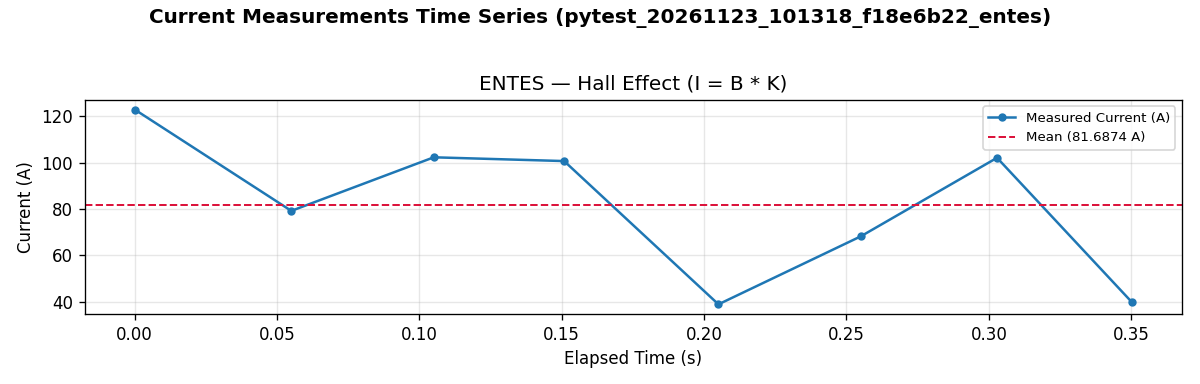 Current Measurements Time Series (pytest_20261123_101318_f18e6b22_entes)
ENTES — Hall Effect (I = B * K)
Measured Current (A)
Mean (81.6874 A)
Current (A)
120
100
80
60
40
0.00 0.05 0.10 0.15 0.20 0.25 0.30 0.35
Elapsed Time (s)